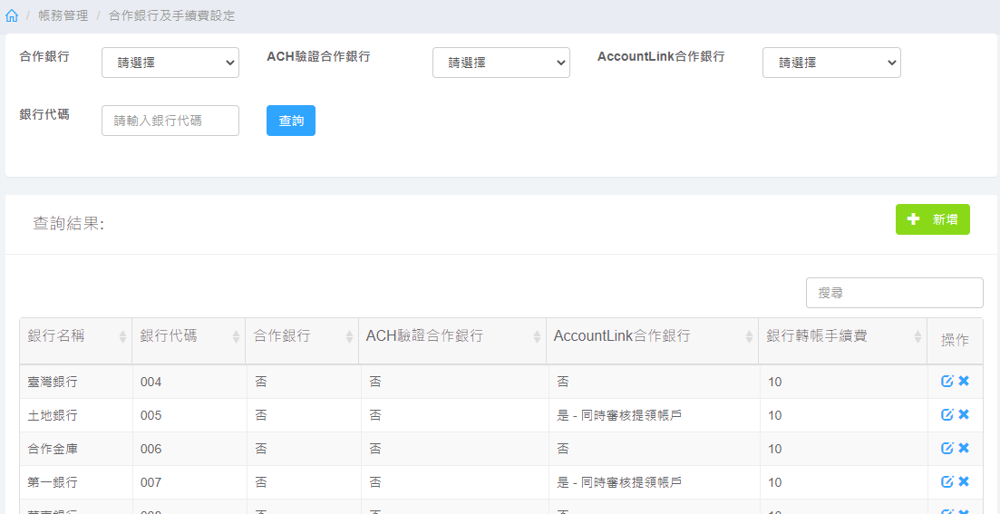 / 帳務管理 / 合作銀行及手續費設定
合作銀行 請選擇 ACH驗證合作銀行 請選擇 AccountLink合作銀行 請選擇
銀行代碼 請輸入銀行代碼 查詢
查詢結果: 新增
搜尋
銀行名稱 銀行代碼 合作銀行 ACH驗證合作銀行 AccountLink合作銀行 銀行轉帳手續費 操作
臺灣銀行 004 否 否 否 10
土地銀行 005 否 否 是 - 同時審核提領帳戶 10
合作金庫 006 否 否 否 10
第一銀行 007 否 否 是 - 同時審核提領帳戶 10